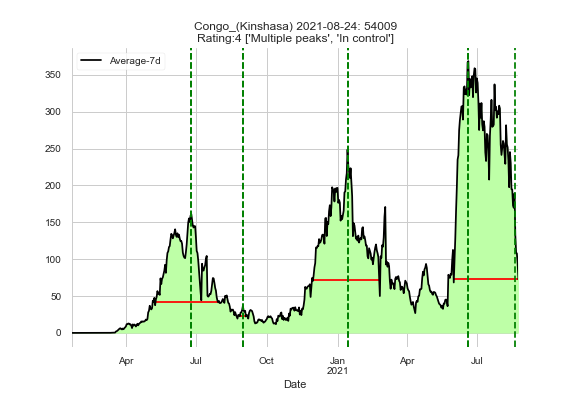 Congo_(Kinshasa) 2021-08-24: 54009
Rating:4 ['Multiple peaks', 'In control']
Average-7d
350
300
250
200
150
100
50
0
Apr Jul Oct Jan Apr Jul
2021
Date